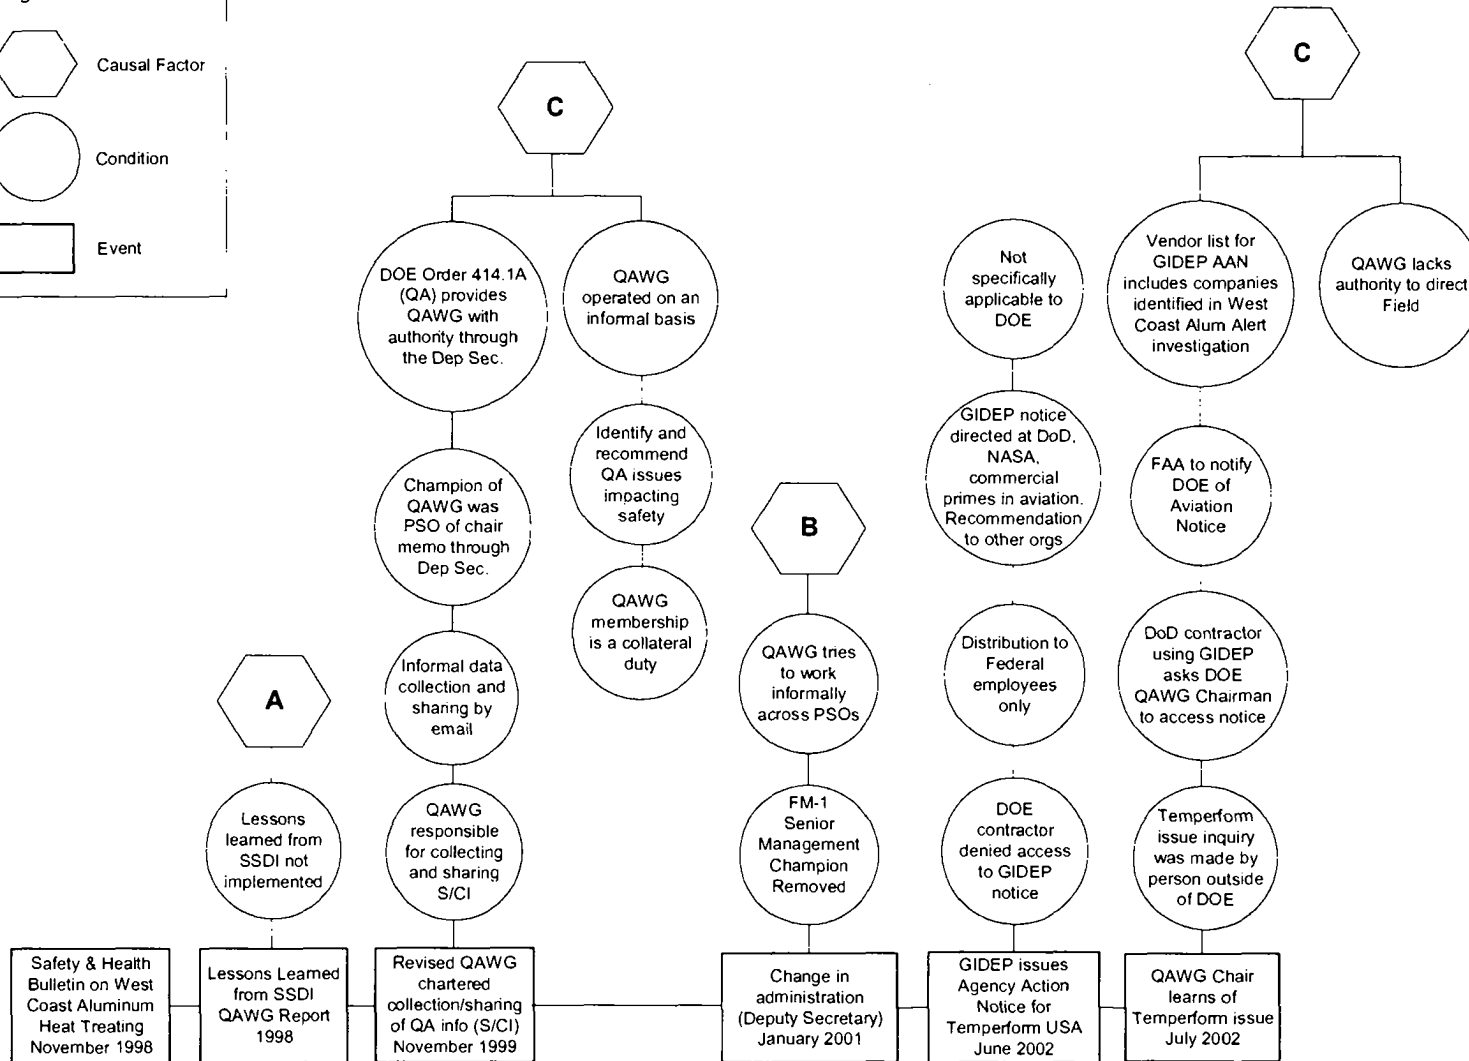 Causal Factor
Condition
Event
C
DOE Order 414.1A
(QA) provides
QAWG with
authority through
the Dep Sec.
QAWG
operated on an
informal basis
Champion of
QAWG was
PSO of chair
memo through
Dep Sec.
Identify and
recommend
QA issues
impacting
safety
Informal data
collection and
sharing by
email
QAWG
membership
is a collateral
duty
QAWG
responsible
for collecting
and sharing
S/CI
A
Lessons
learned from
SSDI not
implemented
B
QAWG tries
to work
informally
across PSOs
FM-1
Senior
Management
Champion
Removed
Not
specifically
applicable to
DOE
GIDEP notice
directed at DoD,
NASA,
commercial
primes in aviation.
Recommendation
to other orgs
Distribution to
Federal
employees
only
DOE
contractor
denied access
to GIDEP
notice
C
Vendor list for
GIDEP AAN
includes companies
identified in West
Coast Alum Alert
investigation
QAWG lacks
authority to direct
Field
FAA to notify
DOE of
Aviation
Notice
DoD contractor
using GIDEP
asks DOE
QAWG Chairman
to access notice
Temperform
issue inquiry
was made by
person outside
of DOE
Safety & Health
Bulletin on West
Coast Aluminum
Heat Treating
November 1998
Lessons Learned
from SSDI
QAWG Report
1998
Revised QAWG
chartered
collection/sharing
of QA info (S/CI)
November 1999
Change in
administration
(Deputy Secretary)
January 2001
GIDEP issues
Agency Action
Notice for
Temperform USA
June 2002
QAWG Chair
learns of
Temperform issue
July 2002